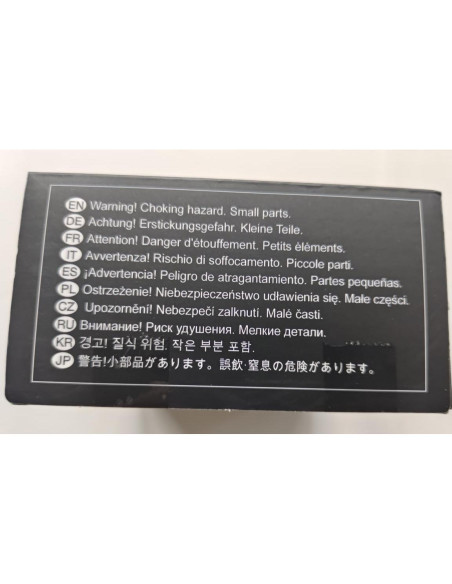 EN Warning! Choking hazard. Small parts.
DE Achtung! Erstickungsgefahr. Kleine Teile.
FR Attention! Danger d'étouffement. Petits éléments.
IT Avvertenza! Rischio di soffocamento. Piccole parti.
ES ¡Advertencia! Peligro de atragantamiento. Partes pequeñas.
PL Ostrzeżenie! Niebezpieczeństwo udławienia się. Małe części.
CZ Upozornění! Nebezpečí zalknutí. Malé časti.
RU Внимание! Риск удушения. Мелкие детали.
KR 경고! 질식 위험. 작은 부분 포함.
JP 警告!小部品があります。誤飲·窒息の危険があります。